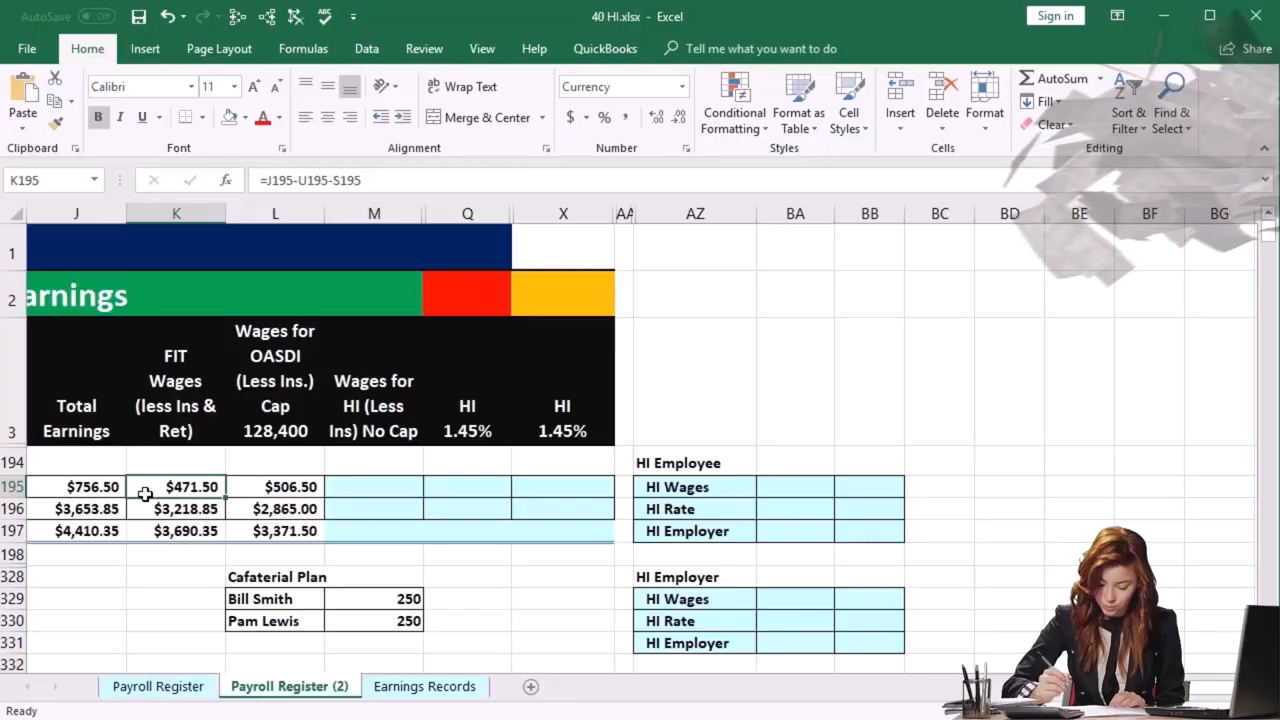 AutoSave Off 40 HI.xlsx - Excel Sign in
File Home Insert Page Layout Formulas Data Review View Help QuickBooks Tell me what you want to do Share
Paste Calibri 11 Wrap Text Currency AutoSum
B I U Merge & Center $ % , Conditional Formatting Format as Table Cell Styles Insert Delete Format Fill Clear Sort & Filter Find & Select
Clipboard Font Alignment Number Styles Cells Editing
K195 fx =J195-U195-S195
J K L M Q X AA AZ BA BB BC BD BE BF BG
1
2 arnings
3 Total Earnings FIT Wages (less Ins & Ret) Wages for OASDI (Less Ins.) Cap 128,400 Wages for HI (Less Ins) No Cap HI 1.45% HI 1.45%
194 HI Employee
195 $756.50 $471.50 $506.50 HI Wages
196 $3,653.85 $3,218.85 $2,865.00 HI Rate
197 $4,410.35 $3,690.35 $3,371.50 HI Employer
198
328 Cafaterial Plan HI Employer
329 Bill Smith 250 HI Wages
330 Pam Lewis 250 HI Rate
331 HI Employer
332
Payroll Register Payroll Register (2) Earnings Records
Ready